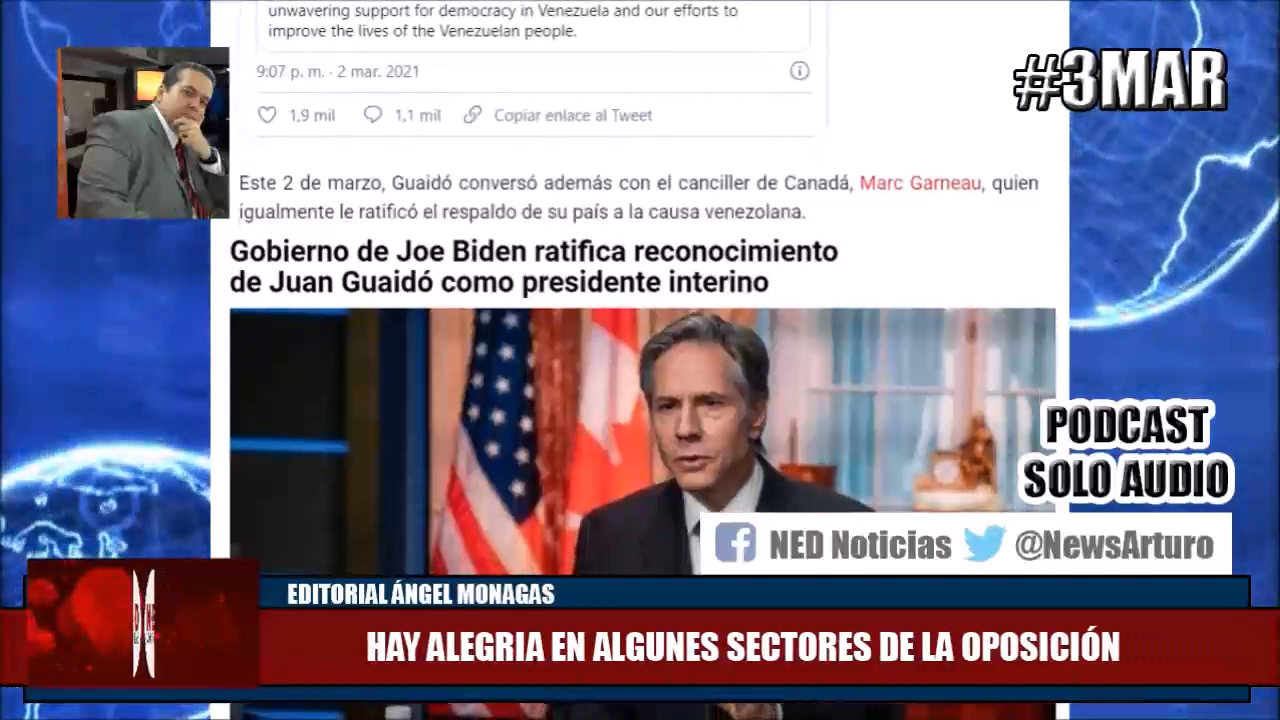 unwavering support for democracy in Venezuela and our efforts to
improve the lives of the Venezuelan people.
9:07 p. m. · 2 mar. 2021
1,9 mil 1,1 mil Copiar enlace al Tweet
#3MAR
Este 2 de marzo, Guaidó conversó además con el canciller de Canadá, Marc Garneau, quien
igualmente le ratificó el respaldo de su país a la causa venezolana.
Gobierno de Joe Biden ratifica reconocimiento
de Juan Guaidó como presidente interino
PODCAST
SOLO AUDIO
NED Noticias @NewsArturo
EDITORIAL ÁNGEL MONAGAS
HAY ALEGRIA EN ALGUNES SECTORES DE LA OPOSICIÓN